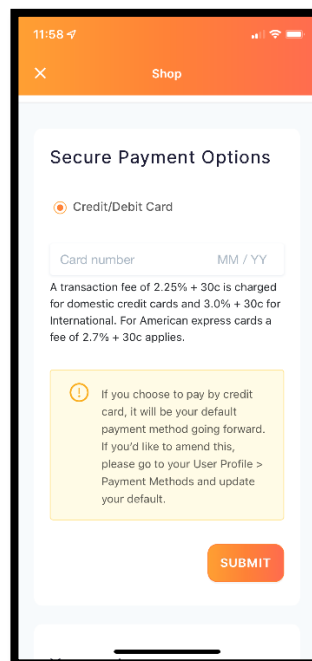 11:58
Shop
Secure Payment Options
Credit/Debit Card
Card number MM / YY
A transaction fee of 2.25% + 30c is charged
for domestic credit cards and 3.0% + 30c for
International. For American express cards a
fee of 2.7% + 30c applies.
If you choose to pay by credit
card, it will be your default
payment method going forward.
If you'd like to amend this,
please go to your User Profile >
Payment Methods and update
your default.
SUBMIT